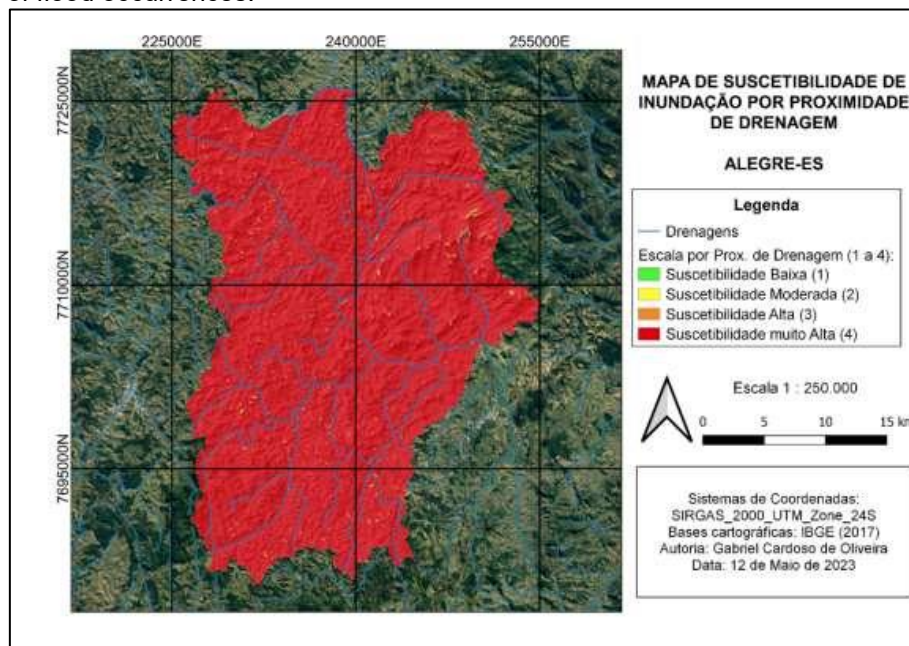 of flood occurrences.
225000E 240000E 255000E
7725000N
7710000N
7695000N
MAPA DE SUSCETIBILIDADE DE
INUNDAÇÃO POR PROXIMIDADE
DE DRENAGEM
ALEGRE-ES
Legenda
Drenagens
Escala por Prox. de Drenagem (1 a 4):
Suscetibilidade Baixa (1)
Suscetibilidade Moderada (2)
Suscetibilidade Alta (3)
Suscetibilidade muito Alta (4)
Escala 1 : 250.000
0 5 10 15 km
Sistemas de Coordenadas:
SIRGAS_2000_UTM_Zone_24S
Bases cartográficas: IBGE (2017)
Autoria: Gabriel Cardoso de Oliveira
Data: 12 de Maio de 2023